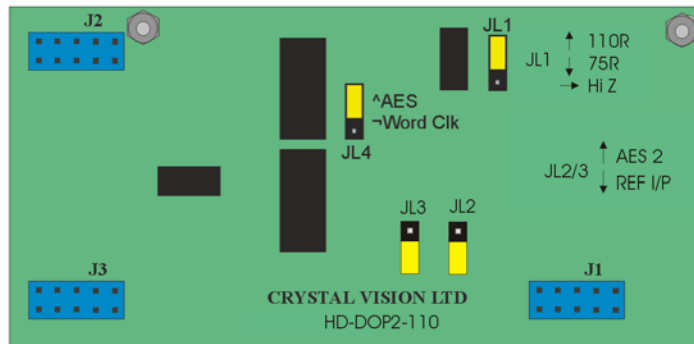 J2
JL1
JL1
↑ 110R
↓ 75R
→ Hi Z
^AES
¬Word Clk
JL4
JL2/3
↑ AES 2
↓ REF I/P
JL3 JL2
J3
J1
CRYSTAL VISION LTD
HD-DOP2-110